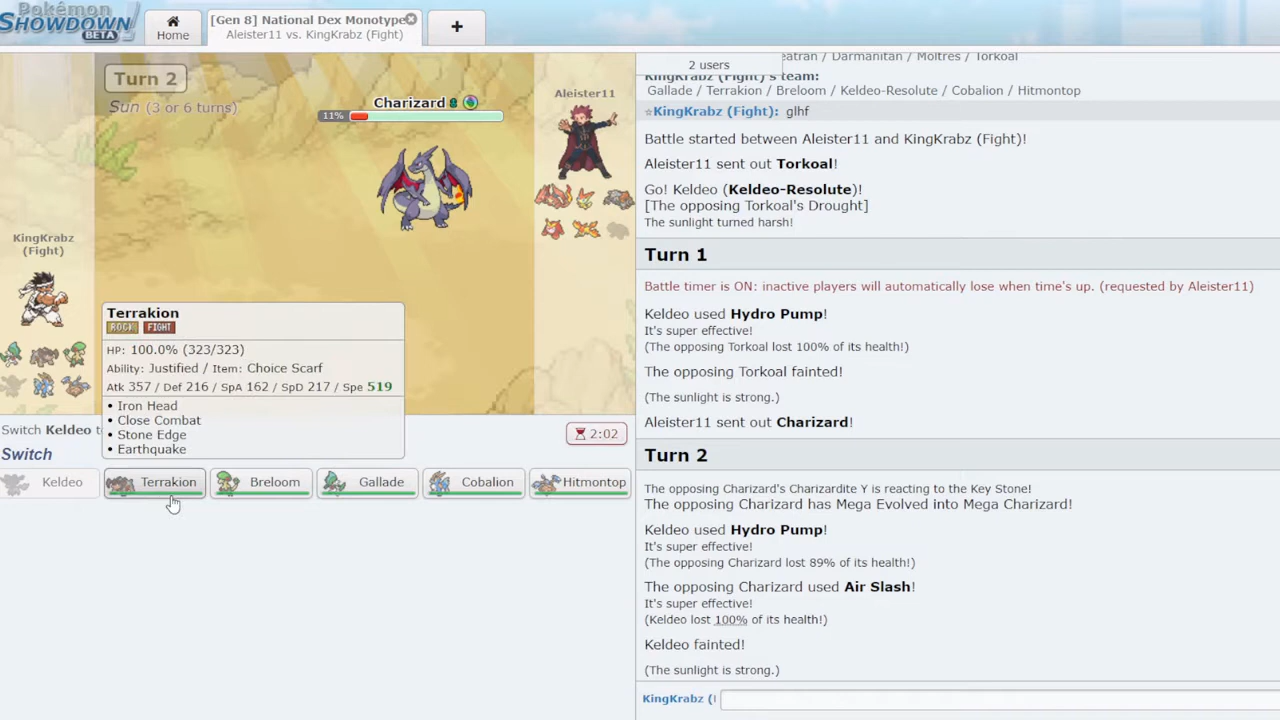 Pokémon
SHOWDOWN
BETA
Home
[Gen 8] National Dex Monotype
Aleister11 vs. KingKrabz (Fight)
+
Turn 2
Sun (3 or 6 turns)
Charizard
11%
Aleister11
KingKrabz
(Fight)
Terrakion
ROCK FIGHT
HP: 100.0% (323/323)
Ability: Justified / Item: Choice Scarf
Atk 357 / Def 216 / SpA 162 / SpD 217 / Spe 519
• Iron Head
• Close Combat
• Stone Edge
• Earthquake
Switch Keldeo to
2:02
Switch
Keldeo
Terrakion
Breloom
Gallade
Cobalion
Hitmontop
2 users
eatran / Darmanitan / Moltres / Torkoal
KingKrabz (Fight)'s team:
Gallade / Terrakion / Breloom / Keldeo-Resolute / Cobalion / Hitmontop
☆KingKrabz (Fight): glhf
Battle started between Aleister11 and KingKrabz (Fight)!
Aleister11 sent out Torkoal!
Go! Keldeo (Keldeo-Resolute)!
[The opposing Torkoal's Drought]
The sunlight turned harsh!
Turn 1
Battle timer is ON: inactive players will automatically lose when time's up. (requested by Aleister11)
Keldeo used Hydro Pump!
It's super effective!
(The opposing Torkoal lost 100% of its health!)
The opposing Torkoal fainted!
(The sunlight is strong.)
Aleister11 sent out Charizard!
Turn 2
The opposing Charizard's Charizardite Y is reacting to the Key Stone!
The opposing Charizard has Mega Evolved into Mega Charizard!
Keldeo used Hydro Pump!
It's super effective!
(The opposing Charizard lost 89% of its health!)
The opposing Charizard used Air Slash!
It's super effective!
(Keldeo lost 100% of its health!)
Keldeo fainted!
(The sunlight is strong.)
KingKrabz (